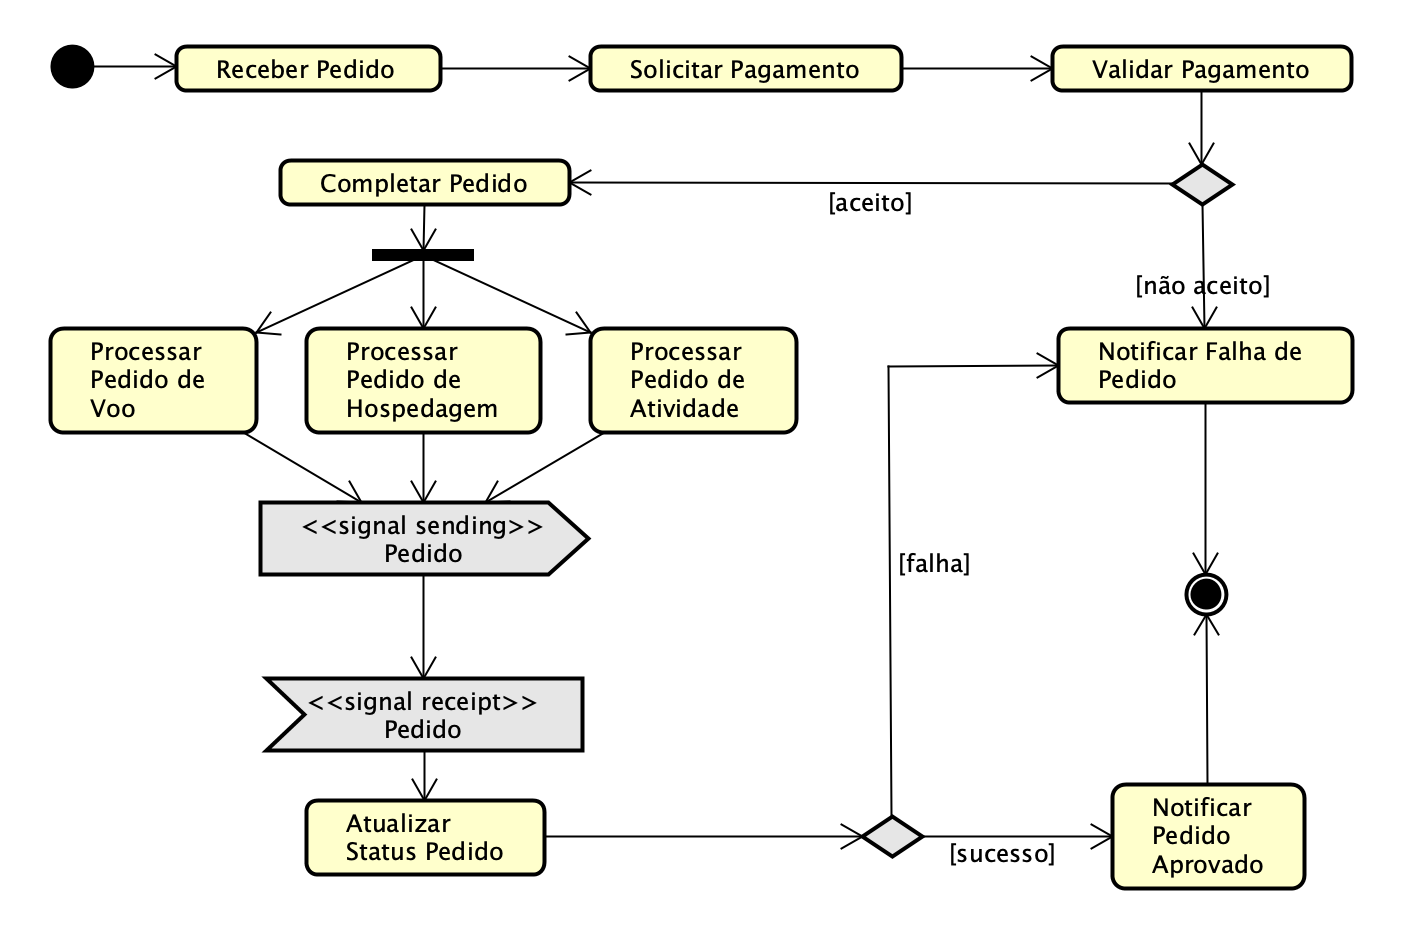 Receber Pedido
Solicitar Pagamento
Validar Pagamento
Completar Pedido
[aceito]
[não aceito]
Processar
Pedido de
Voo
Processar
Pedido de
Hospedagem
Processar
Pedido de
Atividade
Notificar Falha de
Pedido
<<signal sending>>
Pedido
[falha]
<<signal receipt>>
Pedido
Atualizar
Status Pedido
[sucesso]
Notificar
Pedido
Aprovado